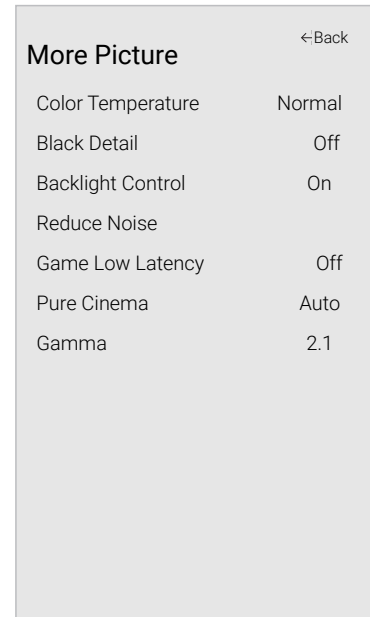 ←Back
More Picture
Color Temperature Normal
Black Detail Off
Backlight Control On
Reduce Noise
Game Low Latency Off
Pure Cinema Auto
Gamma 2.1